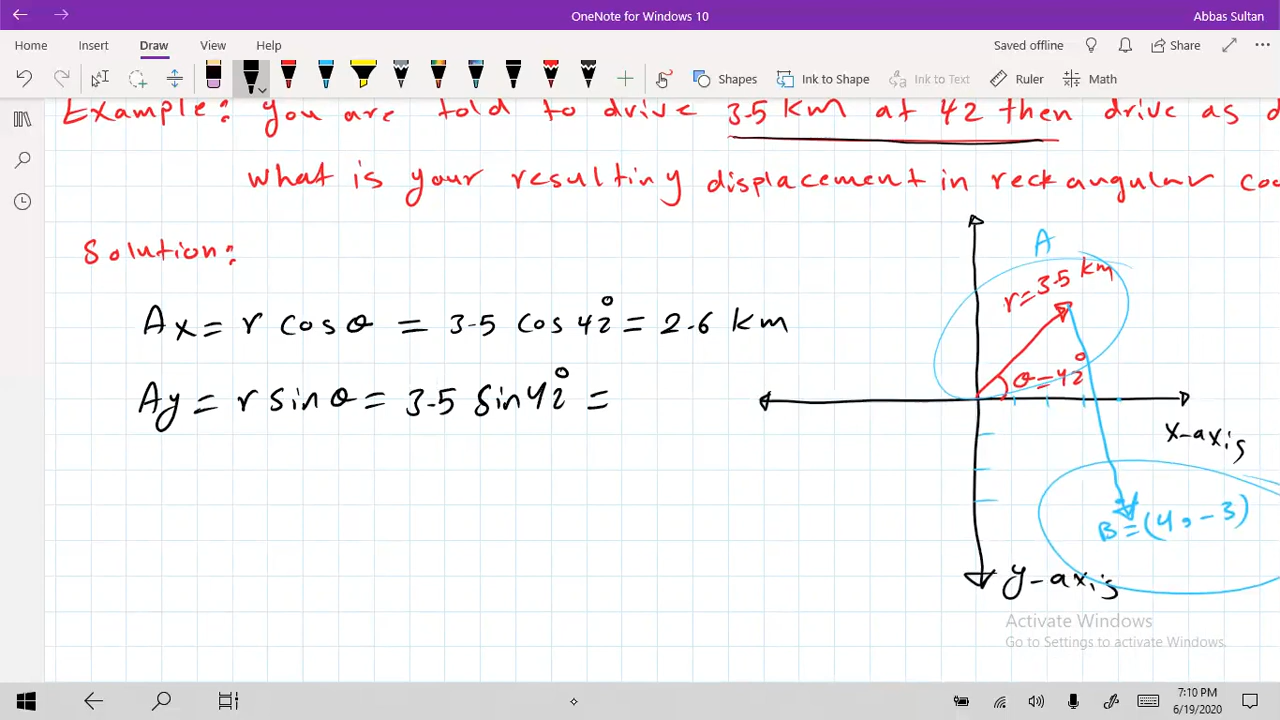 OneNote for Windows 10
Abbas Sultan
Home Insert Draw View Help Saved offline Share
Shapes Ink to Shape Ink to Text Ruler Math
Example: you are told to drive 3.5 km at 42 then drive as
what is your resulting displacement in reckangular
Solution:
Ax = r cos θ = 3.5 cos 42° = 2.6 km
Ay = r sin θ = 3.5 sin 42° =
A
r=3.5 km
θ=42°
x-axis
B=(4, -3)
y-axis
Activate Windows
Go to Settings to activate Windows.
7:10 PM
6/19/2020